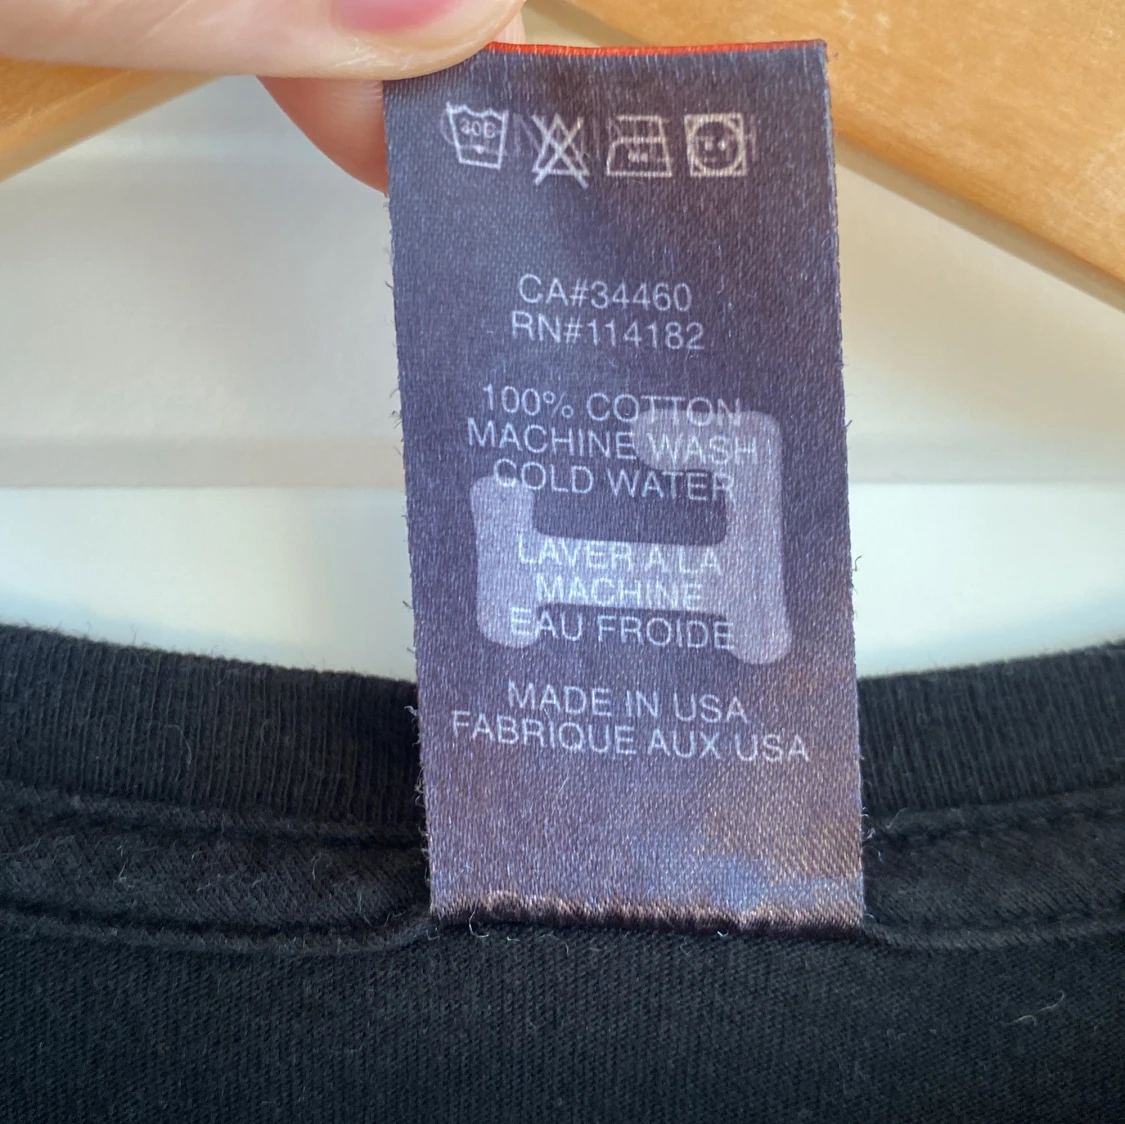 30C
CA#34460
RN#114182
100% COTTON
MACHINE WASH
COLD WATER
LAVER A LA
MACHINE
EAU FROIDE
MADE IN USA
FABRIQUE AUX USA